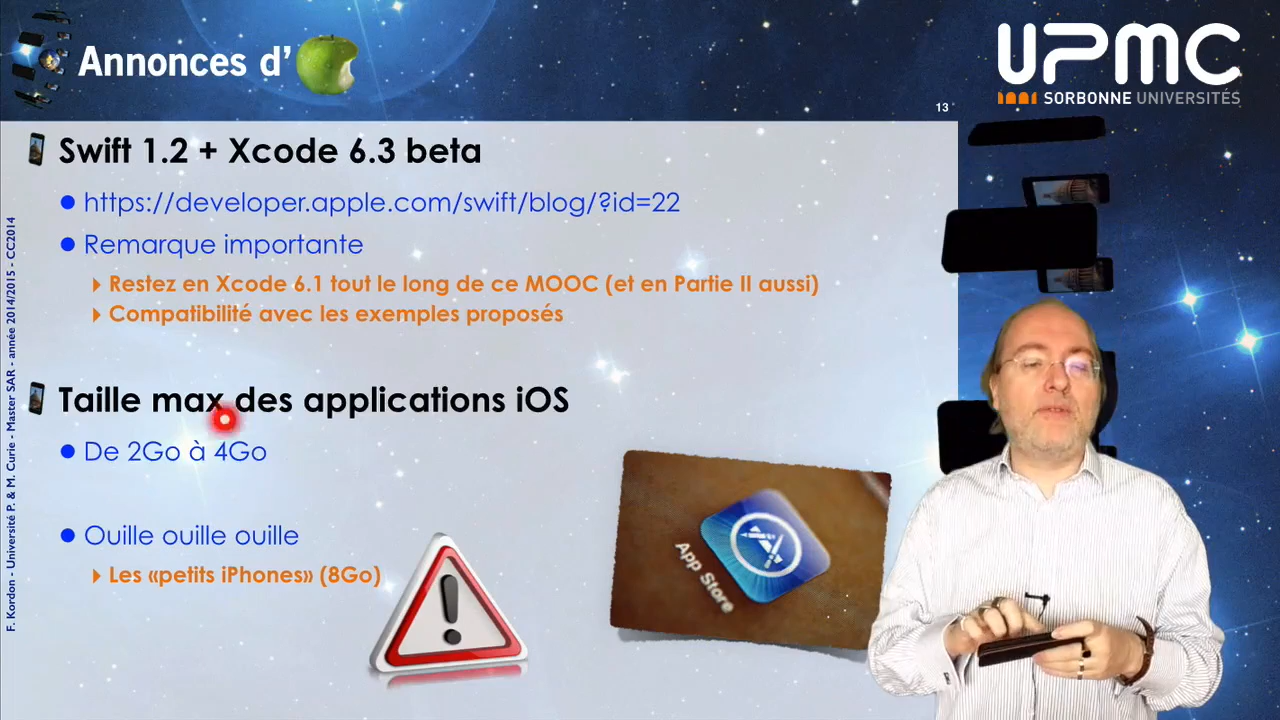 Annonces d'
UPMC
SORBONNE UNIVERSITÉS
13
Swift 1.2 + Xcode 6.3 beta
https://developer.apple.com/swift/blog/?id=22
Remarque importante
Restez en Xcode 6.1 tout le long de ce MOOC (et en Partie II aussi)
Compatibilité avec les exemples proposés
Taille max des applications iOS
De 2Go à 4Go
Ouille ouille ouille
Les «petits iPhones» (8Go)
App Store
F. Kordon - Université P. & M. Curie - Master SAR - année 2014/2015 - CC2014